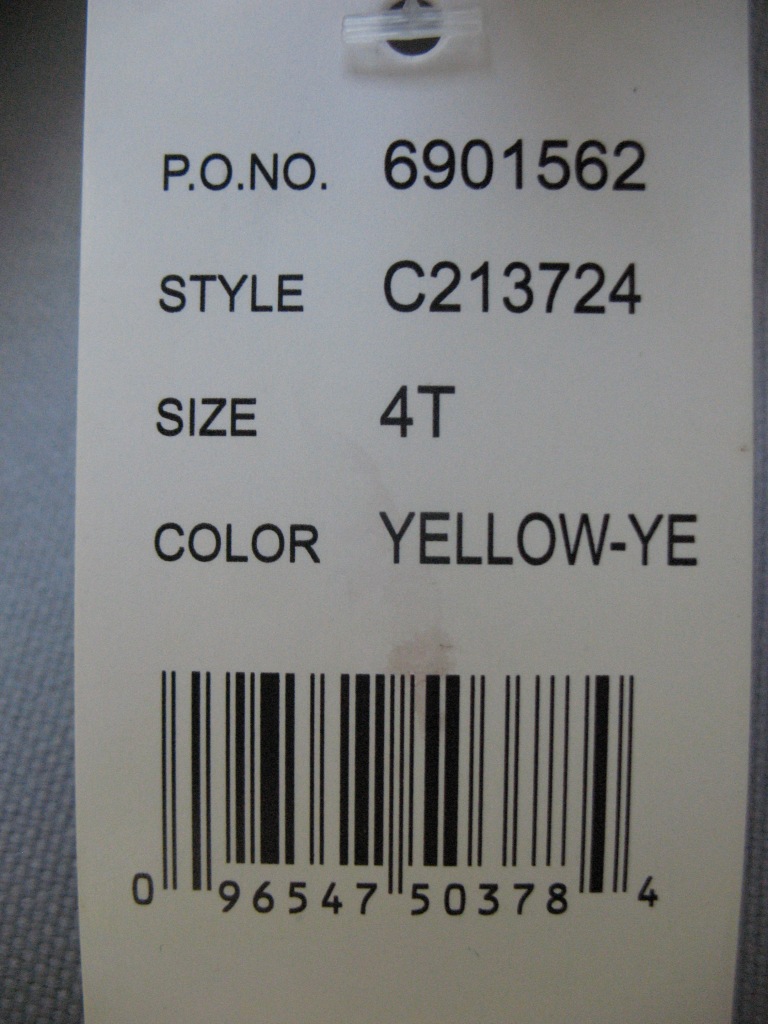 P.O.NO. 6901562
STYLE C213724
SIZE 4T
COLOR YELLOW-YE
0 96547 50378 4